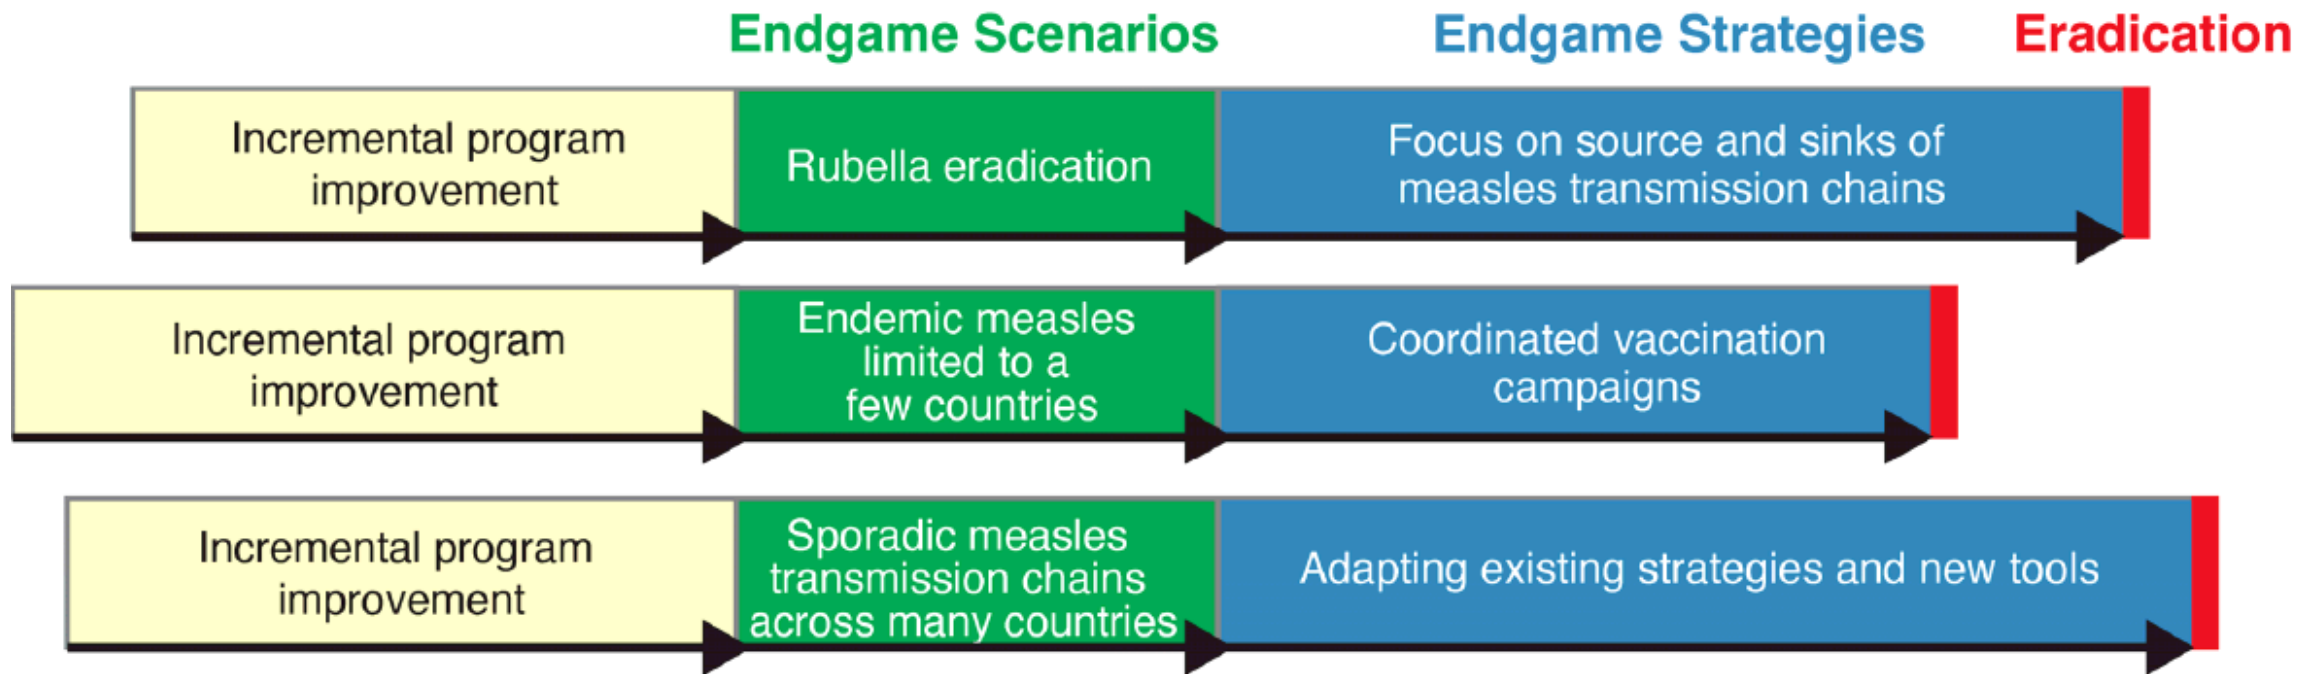 Endgame Scenarios
Endgame Strategies
Eradication
Incremental program
improvement
Rubella eradication
Focus on source and sinks of
measles transmission chains
Incremental program
improvement
Endemic measles
limited to a
few countries
Coordinated vaccination
campaigns
Incremental program
improvement
Sporadic measles
transmission chains
across many countries
Adapting existing strategies and new tools